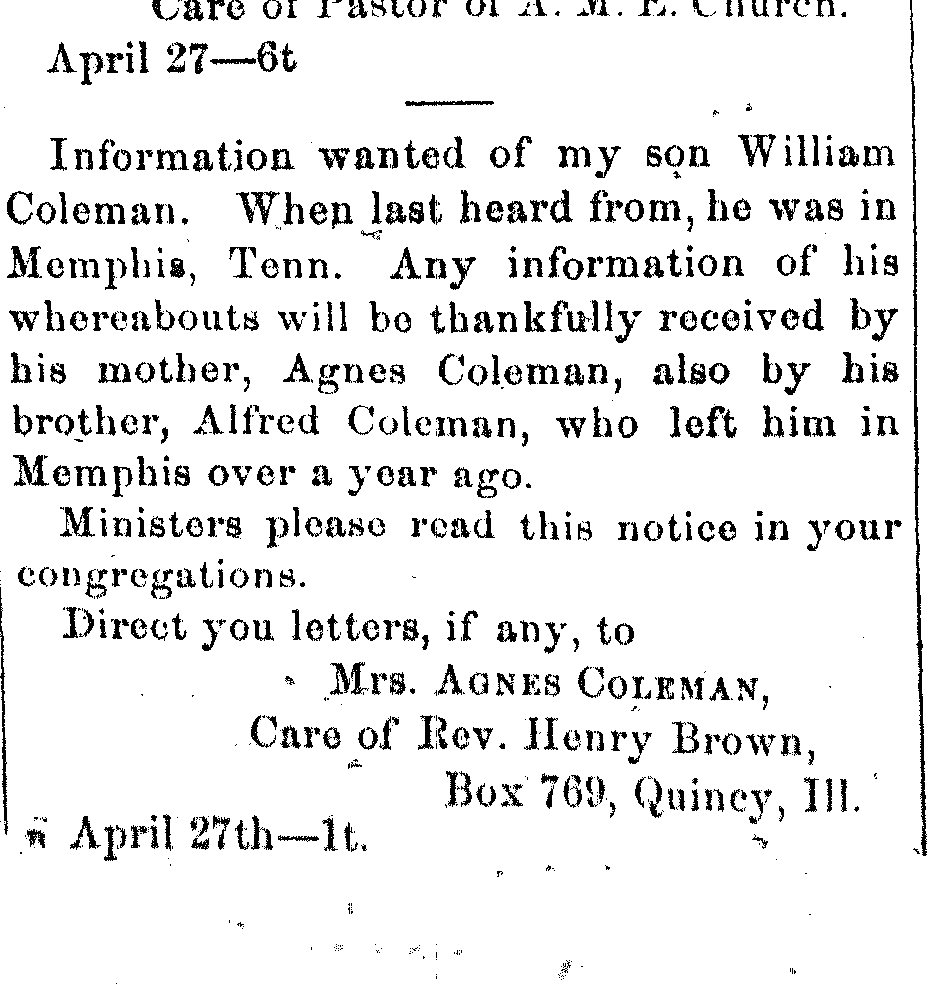 Care of Pastor of A. M. E. Church.
April 27—6t
Information wanted of my son William
Coleman. When last heard from, he was in
Memphis, Tenn. Any information of his
whereabouts will be thankfully received by
his mother, Agnes Coleman, also by his
brother, Alfred Coleman, who left him in
Memphis over a year ago.
Ministers please read this notice in your
congregations.
Direct you letters, if any, to
Mrs. AGNES COLEMAN,
Care of Rev. Henry Brown,
Box 769, Quincy, Ill.
April 27th—1t.